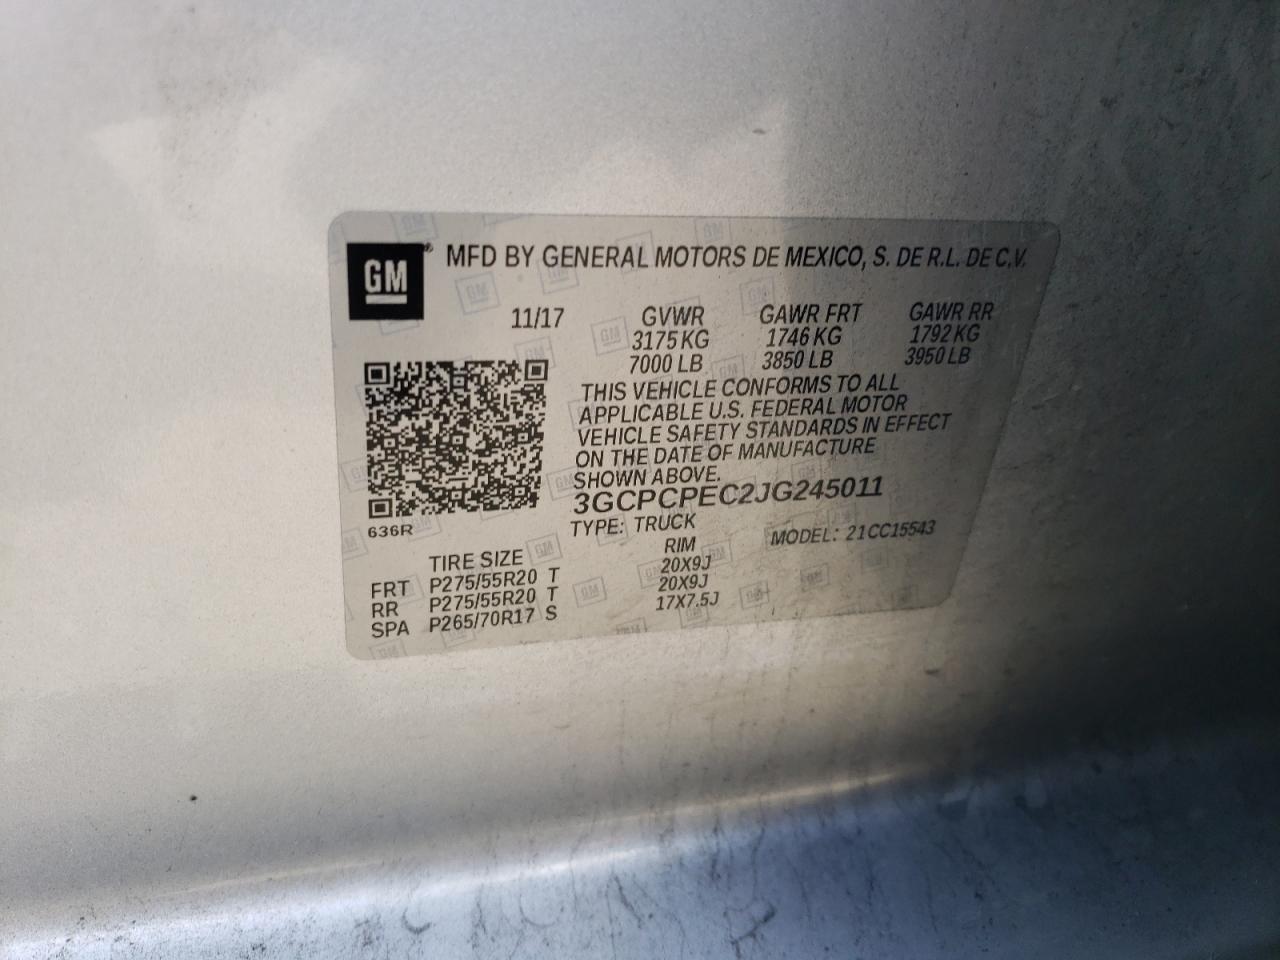 GM® MFD BY GENERAL MOTORS DE MEXICO, S. DE R.L. DE C.V.
11/17 GVWR GAWR FRT GAWR RR
3175 KG 1746 KG 1792 KG
7000 LB 3850 LB 3950 LB
THIS VEHICLE CONFORMS TO ALL
APPLICABLE U.S. FEDERAL MOTOR
VEHICLE SAFETY STANDARDS IN EFFECT
ON THE DATE OF MANUFACTURE
SHOWN ABOVE.
3GCPCPEC2JG245011
636R TYPE: TRUCK MODEL: 21CC15543
TIRE SIZE RIM
FRT P275/55R20 T 20X9J
RR P275/55R20 T 20X9J
SPA P265/70R17 S 17X7.5J